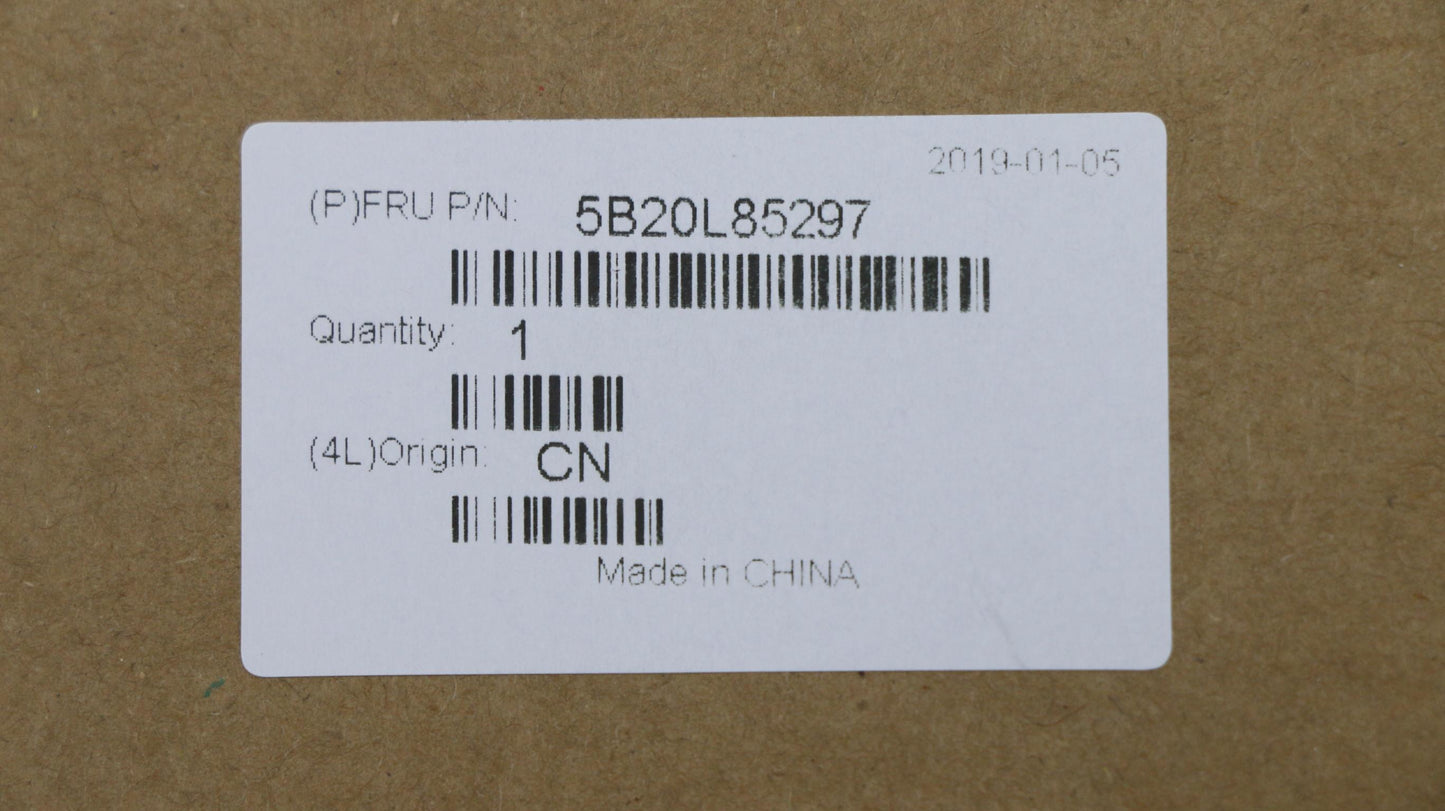 2019-01-05
(P)FRU P/N: 5B20L85297
Quantity: 1
(4L)Origin: CN
Made in CHINA